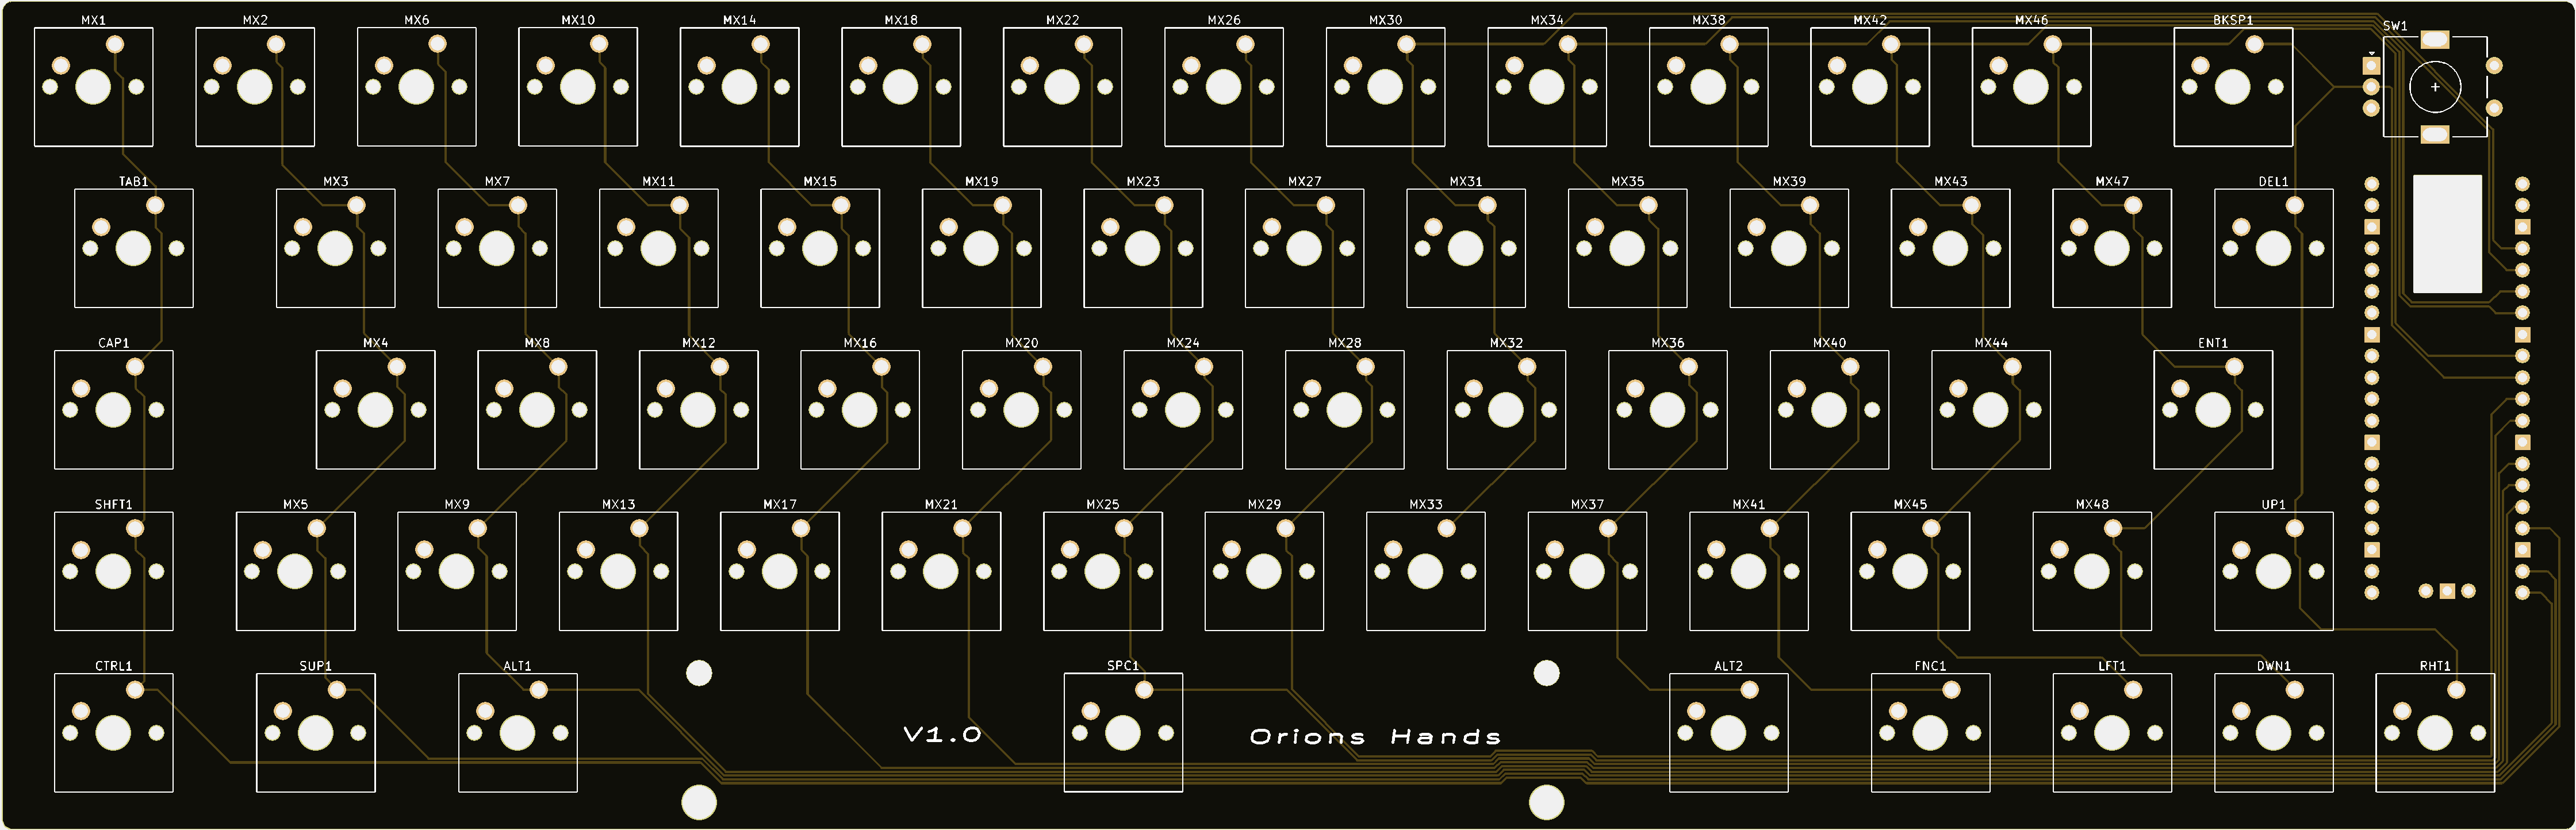 MX1 MX2 MX6 MX10 MX14 MX18 MX22 MX26 MX30 MX34 MX38 MX42 MX46 BKSP1 SW1
TAB1 MX3 MX7 MX11 MX15 MX19 MX23 MX27 MX31 MX35 MX39 MX43 MX47 DEL1
CAP1 MX4 MX8 MX12 MX16 MX20 MX24 MX28 MX32 MX36 MX40 MX44 ENT1
SHFT1 MX5 MX9 MX13 MX17 MX21 MX25 MX29 MX33 MX37 MX41 MX45 MX48 UP1
CTRL1 SUP1 ALT1 SPC1 ALT2 FNC1 LFT1 DWN1 RHT1
V1.0 Orions Hands